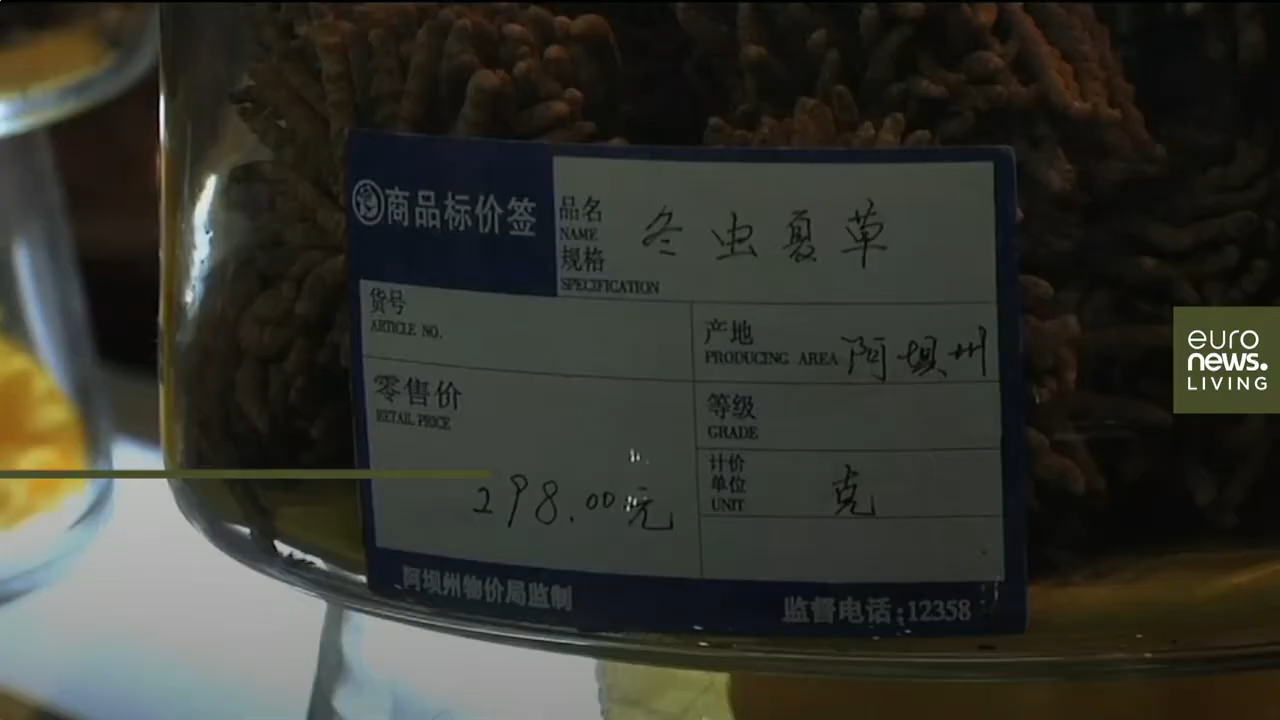 商品标价签
品名
NAME
规格
SPECIFICATION
冬虫夏草
货号
ARTICLE NO.
产地
PRODUCING AREA
阿坝州
零售价
RETAIL PRICE
298.00元
等级
GRADE
计价
单位
UNIT
克
阿坝州物价局监制
监督电话:12358
euro
news.
LIVING